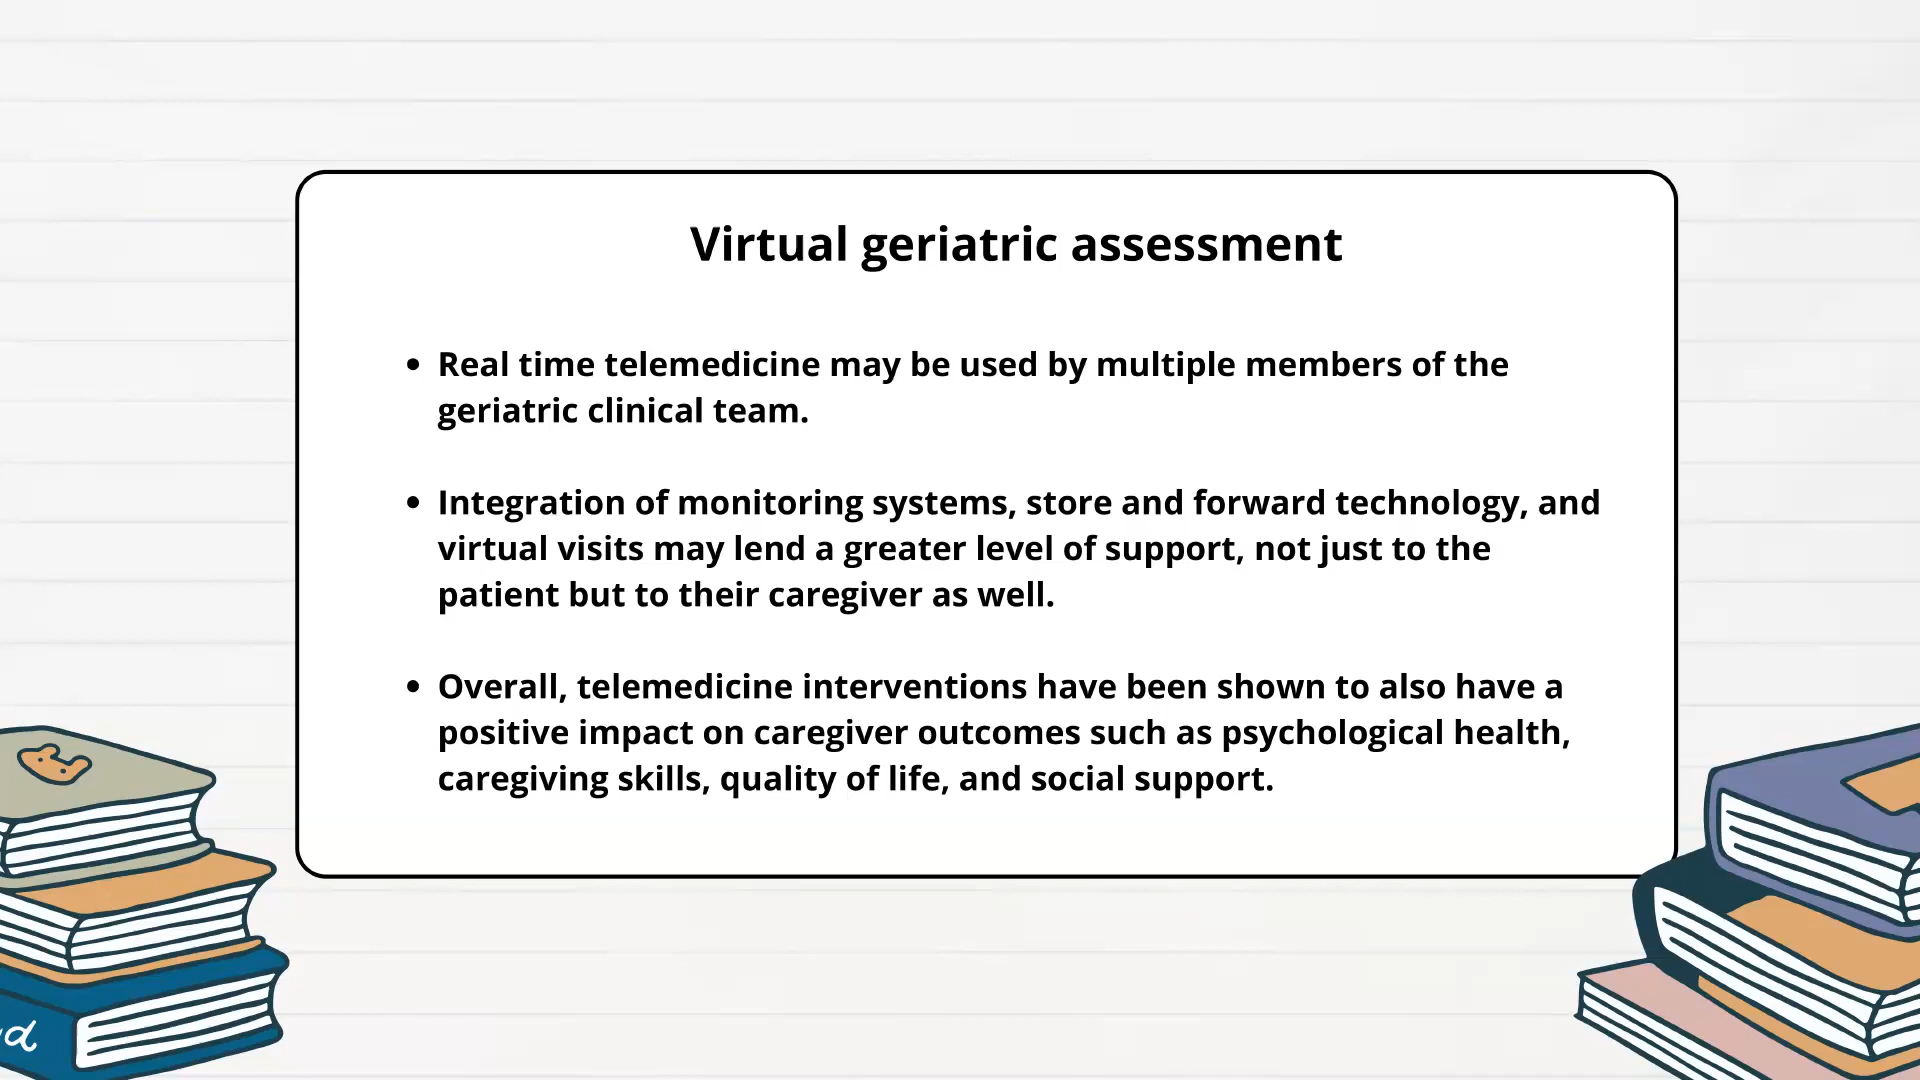 Virtual geriatric assessment
• Real time telemedicine may be used by multiple members of the
geriatric clinical team.
• Integration of monitoring systems, store and forward technology, and
virtual visits may lend a greater level of support, not just to the
patient but to their caregiver as well.
• Overall, telemedicine interventions have been shown to also have a
positive impact on caregiver outcomes such as psychological health,
caregiving skills, quality of life, and social support.